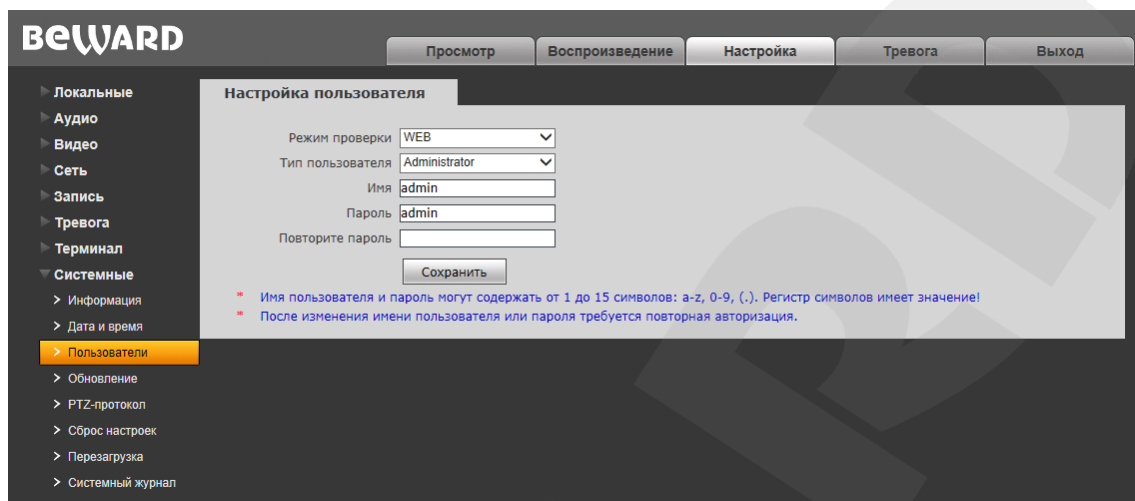 BEWARD
Просмотр Воспроизведение Настройка Тревога Выход
Локальные
Аудио
Видео
Сеть
Запись
Тревога
Терминал
Системные
Информация
Дата и время
Пользователи
Обновление
PTZ-протокол
Сброс настроек
Перезагрузка
Системный журнал
Настройка пользователя
Режим проверки WEB
Тип пользователя Administrator
Имя admin
Пароль admin
Повторите пароль
Сохранить
* Имя пользователя и пароль могут содержать от 1 до 15 символов: a-z, 0-9, (.). Регистр символов имеет значение!
* После изменения имени пользователя или пароля требуется повторная авторизация.